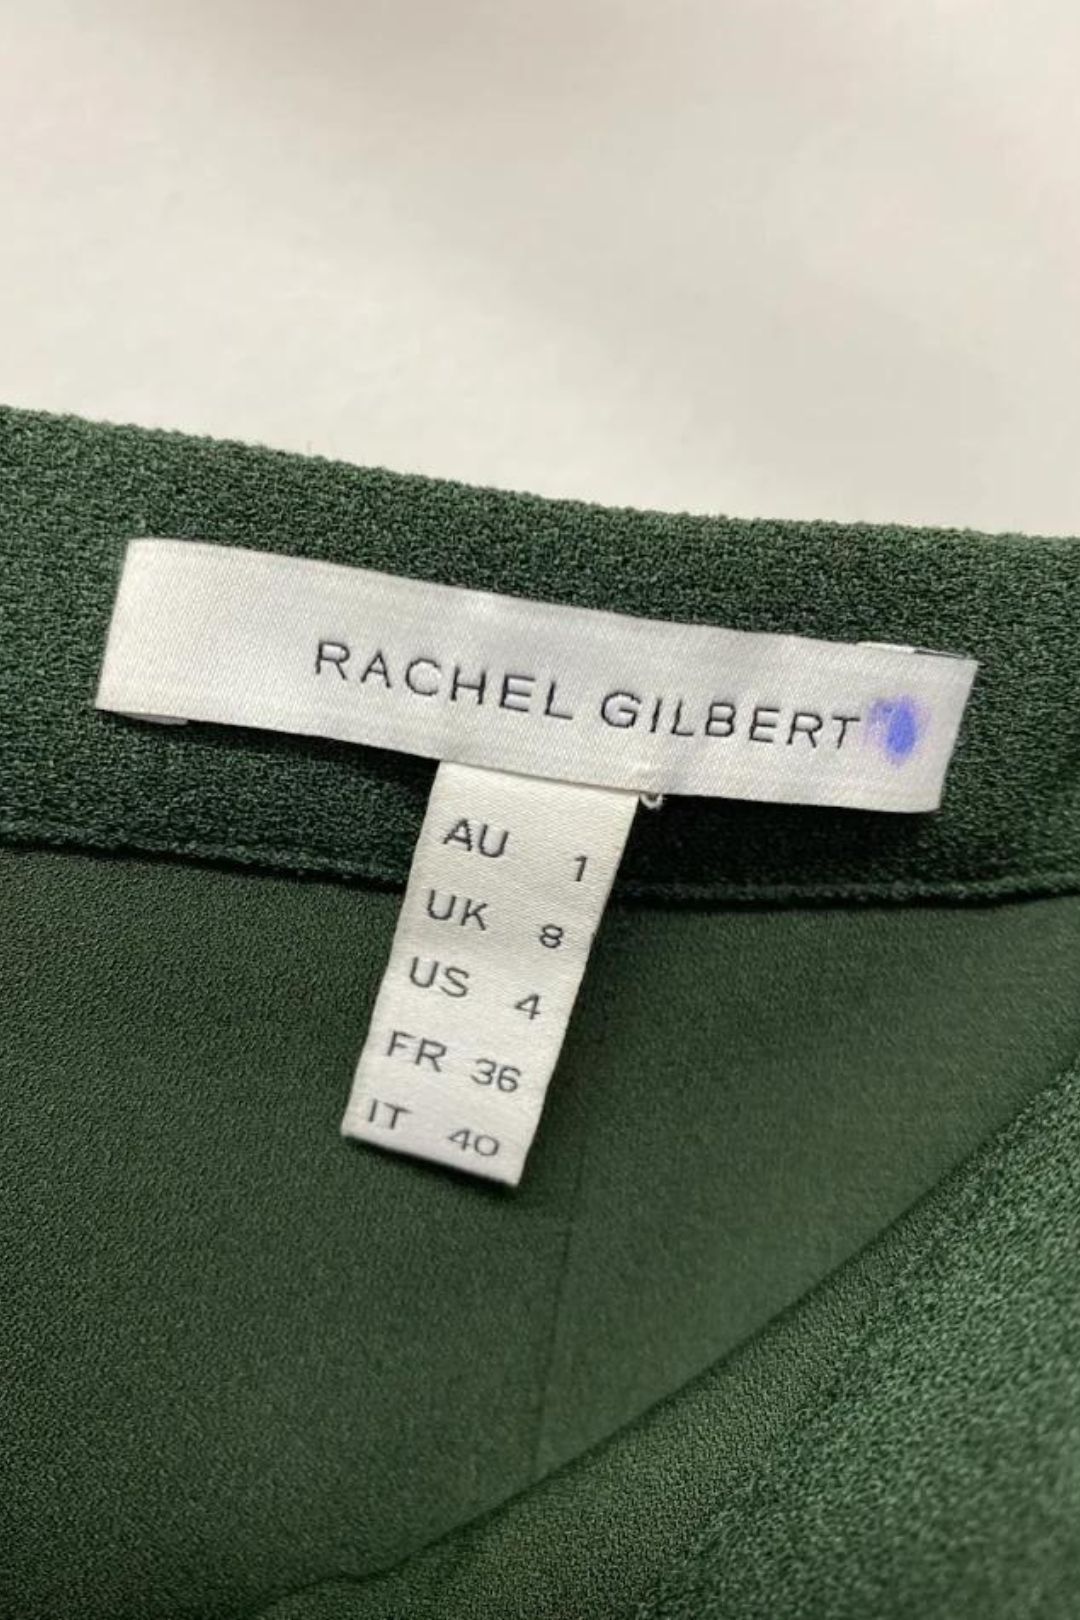 RACHEL GILBERT
AU 1
UK 8
US 4
FR 36
IT 40